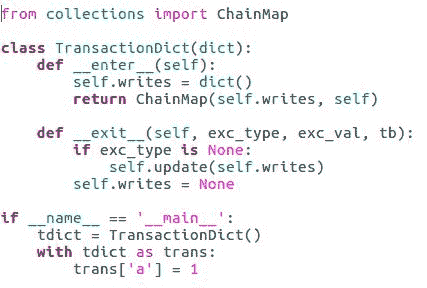 from collections import ChainMap

class TransactionDict(dict):
    def __enter__(self):
        self.writes = dict()
        return ChainMap(self.writes, self)

    def __exit__(self, exc_type, exc_val, tb):
        if exc_type is None:
            self.update(self.writes)
        self.writes = None

if __name__ == '__main__':
    tdict = TransactionDict()
    with tdict as trans:
        trans['a'] = 1